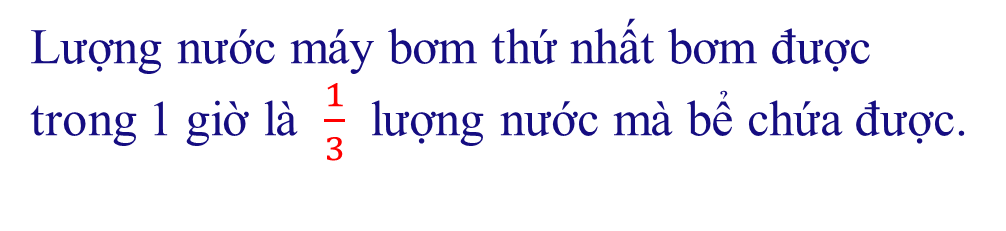 Lượng nước máy bơm thứ nhất bơm được
trong 1 giờ là 1/3 lượng nước mà bể chứa được.